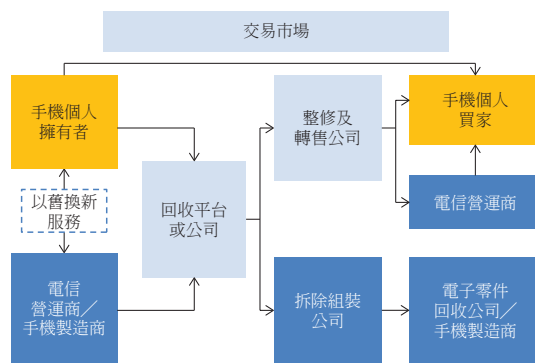 交易市場
手機個人
擁有者
整修及
轉售公司
手機個人
買家
以舊換新
服務
回收平台
或公司
電信營運商
電信
營運商／
手機製造商
拆除組裝
公司
電子零件
回收公司／
手機製造商